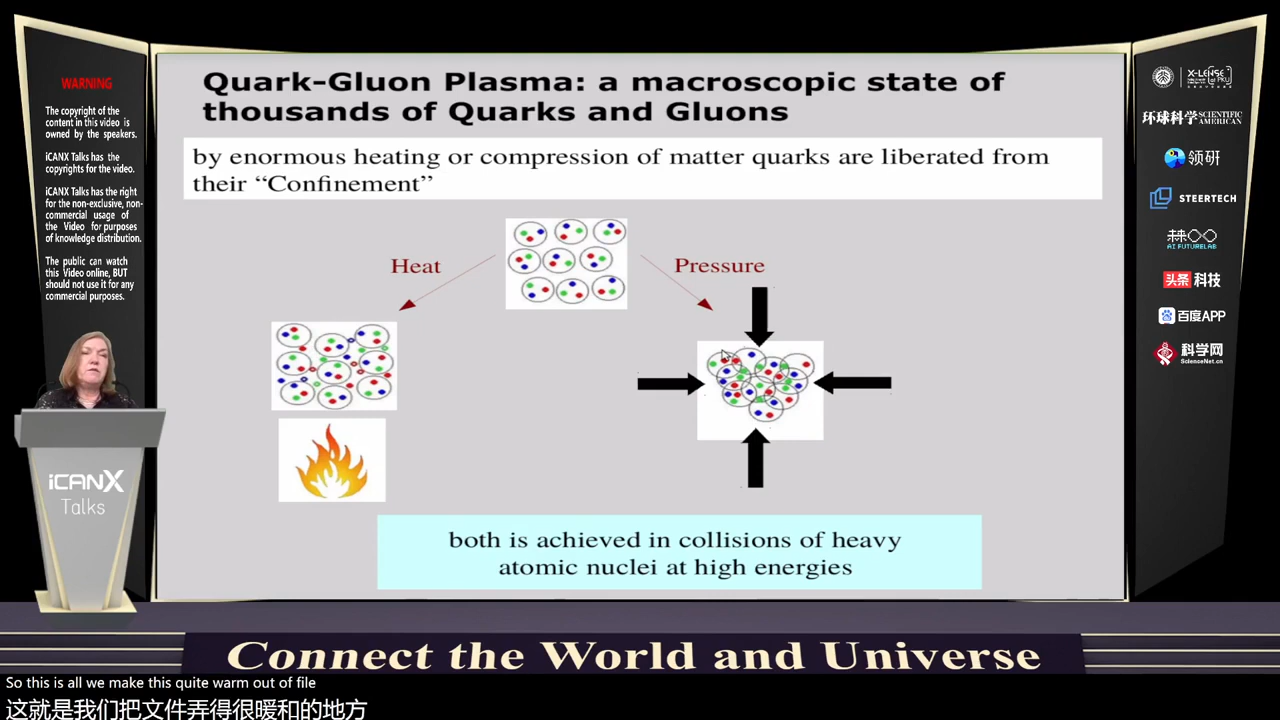 WARNING
The copyright of the
content in this video is
owned by the speakers.
iCANX Talks has the
copyrights for the video.
iCANX Talks has the right
for the non-exclusive, non-
commercial usage of
the Video for purposes
of knowledge distribution.
The public can watch
this Video online, BUT
should not use it for any
commercial purposes.
Quark-Gluon Plasma: a macroscopic state of
thousands of Quarks and Gluons
by enormous heating or compression of matter quarks are liberated from
their “Confinement”
Heat
Pressure
both is achieved in collisions of heavy
atomic nuclei at high energies
iCANX
Talks
X-LENSE
环球科学 SCIENTIFIC AMERICAN
领研
STEERTECH
AI FUTURELAB
头条 科技
百度APP
科学网
ScienceNet.cn
Connect the World and Universe
So this is all we make this quite warm out of file
这就是我们把文件弄得很暖和的地方